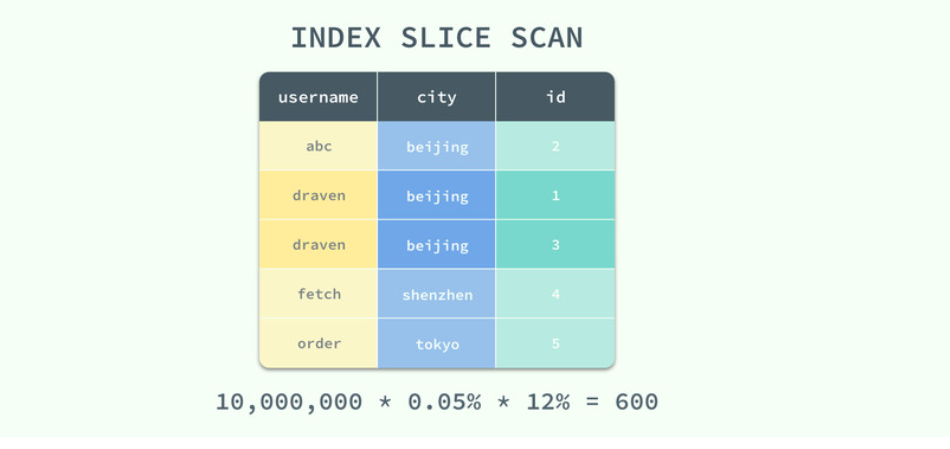 INDEX SLICE SCAN
username city id
abc beijing 2
draven beijing 1
draven beijing 3
fetch shenzhen 4
order tokyo 5
10,000,000 * 0.05% * 12% = 600